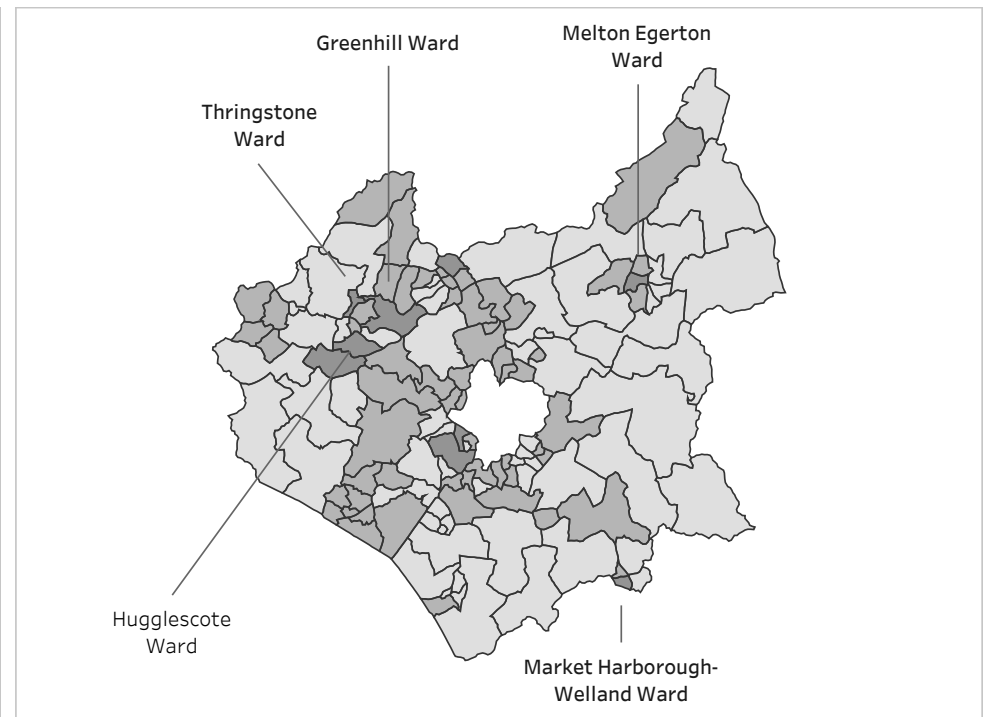 Greenhill Ward
Melton Egerton
Ward
Thringstone
Ward
Hugglescote
Ward
Market Harborough-
Welland Ward